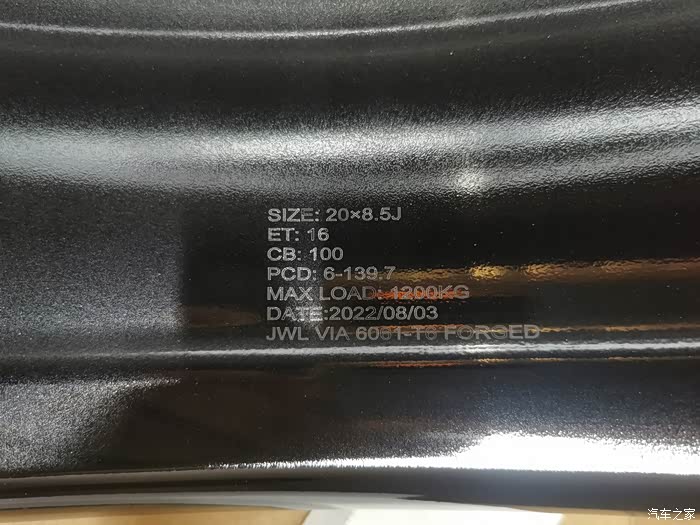 SIZE: 20×8.5J
ET: 16
CB: 100
PCD: 6-139.7
MAX LOAD: 1200KG
DATE:2022/08/03
JWL VIA 6061-T6 FORGED
汽车之家